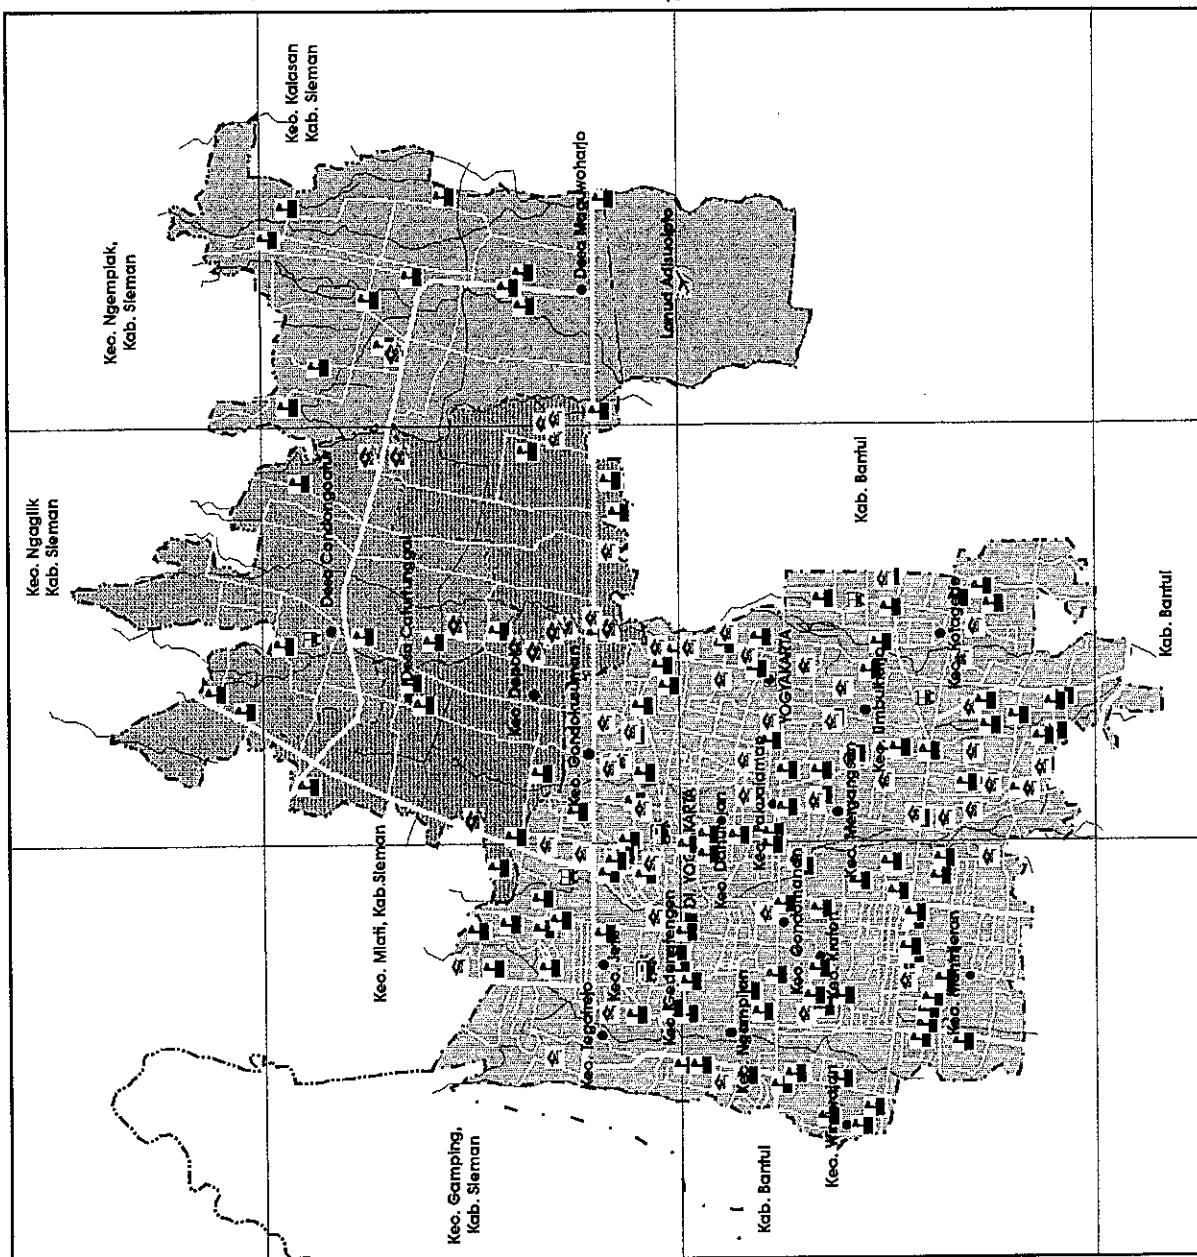 Kec. Ngaglik
Kab. Sleman
Kec. Ngemplak,
Kab. Sleman
Kec. Kalasan
Kab. Sleman
Desa Condongcatur
Desa Caturtunggal
Desa Maguwoharjo
Lanud Adisucipto
Kec. Mlati, Kab.Sleman
Kec. Depok
Kec. Gondokusuman
Kec. Gamping,
Kab. Sleman
Kec. Tegalrejo
Kec. Jetis
Kec. Gedongtengen
DI. YOGYAKARTA
Kec. Danurejan
Kec. Pakualaman
YOGYAKARTA
Kab. Bantul
Kec. Ngampilan
Kec. Gondomanan
Kec. Kraton
Kec. Mergangsan
Kec. Umbulharjo
Kec. Kotagede
Kec. Wirobrajan
Kec. Mantrijeron
Kab. Bantul
Kab. Bantul